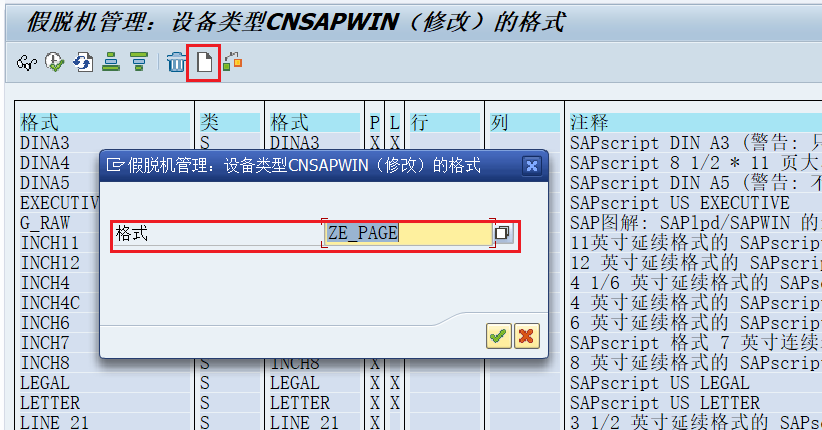 假脱机管理：设备类型CNSAPWIN（修改）的格式
格式 类 格式 P L 行 列 注释
DINA3 S DINA3 X X SAPscript DIN A3 (警告: 只
DINA4 SAPscript 8 1/2 * 11 页大
假脱机管理：设备类型CNSAPWIN（修改）的格式
DINA5 SAPscript DIN A5 (警告: 不
EXECUTIV SAPscript US EXECUTIVE
G_RAW SAP图解: SAPlpd/SAPWIN 的
格式 ZE_PAGE
INCH11 11英寸延续格式的 SAPscript
INCH12 12 英寸延续格式的 SAPscri
INCH4 4 1/6 英寸延续格式的 SAPs
INCH4C 4 英寸延续格式的 SAPscript
INCH6 6 英寸延续格式的 SAPscript
INCH7 SAPscript 格式 7 英寸连续
INCH8 S INCH8 X 8 英寸延续格式的 SAPscript
LEGAL S LEGAL X X SAPscript US LEGAL
LETTER S LETTER X X SAPscript US LETTER
LINE_21 S LINE_21 X 3 1/2 英寸延续格式的 SAPsc